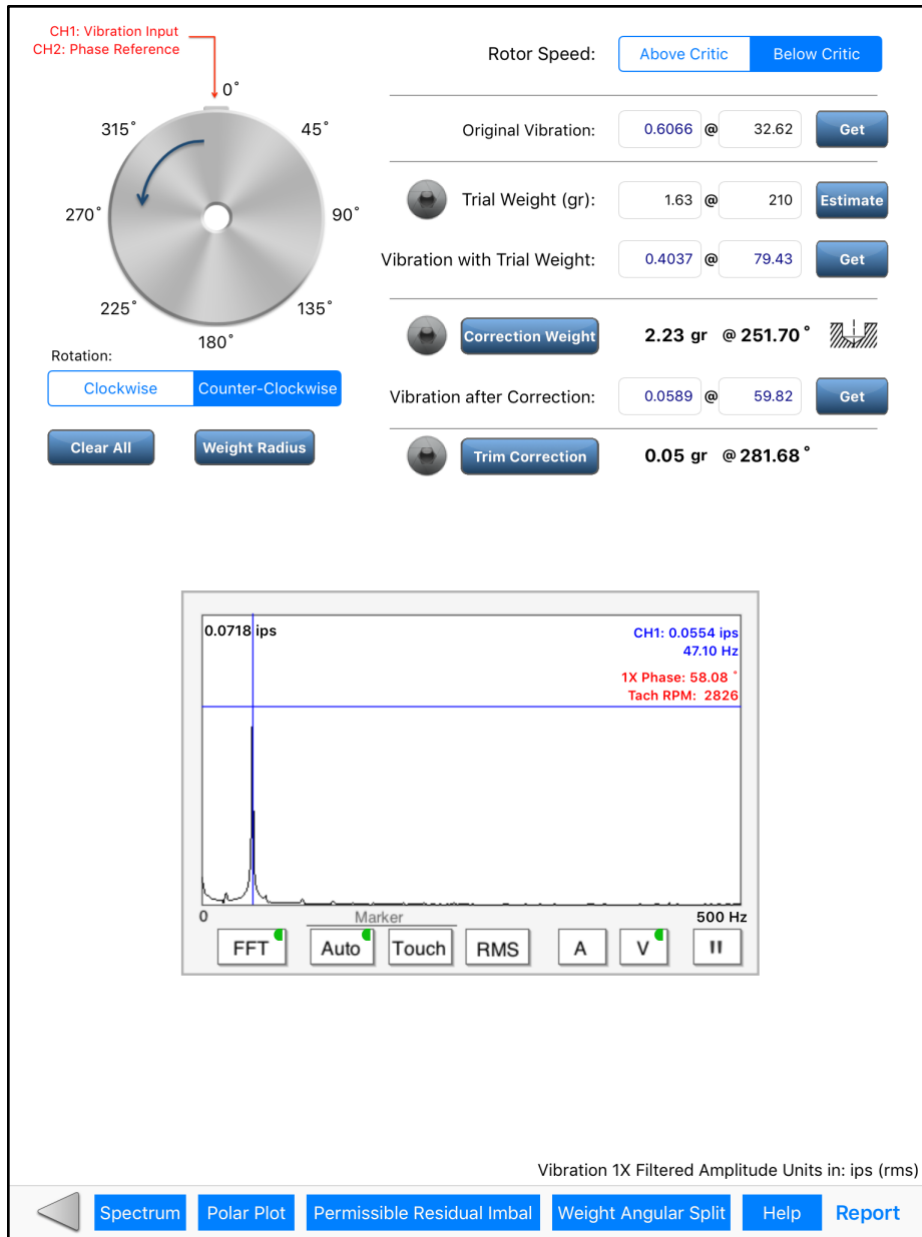 CH1: Vibration Input
CH2: Phase Reference
0˚
315˚
45˚
270˚
90˚
225˚
135˚
180˚
Rotation:
Clockwise Counter-Clockwise
Clear All Weight Radius
Rotor Speed: Above Critic Below Critic
Original Vibration: 0.6066 @ 32.62 Get
Trial Weight (gr): 1.63 @ 210 Estimate
Vibration with Trial Weight: 0.4037 @ 79.43 Get
Correction Weight 2.23 gr @ 251.70 ˚
Vibration after Correction: 0.0589 @ 59.82 Get
Trim Correction 0.05 gr @ 281.68 ˚
0.0718 ips
CH1: 0.0554 ips
47.10 Hz
1X Phase: 58.08 ˚
Tach RPM: 2826
0 Marker 500 Hz
FFT Auto Touch RMS A V "
Vibration 1X Filtered Amplitude Units in: ips (rms)
Spectrum Polar Plot Permissible Residual Imbal Weight Angular Split Help Report